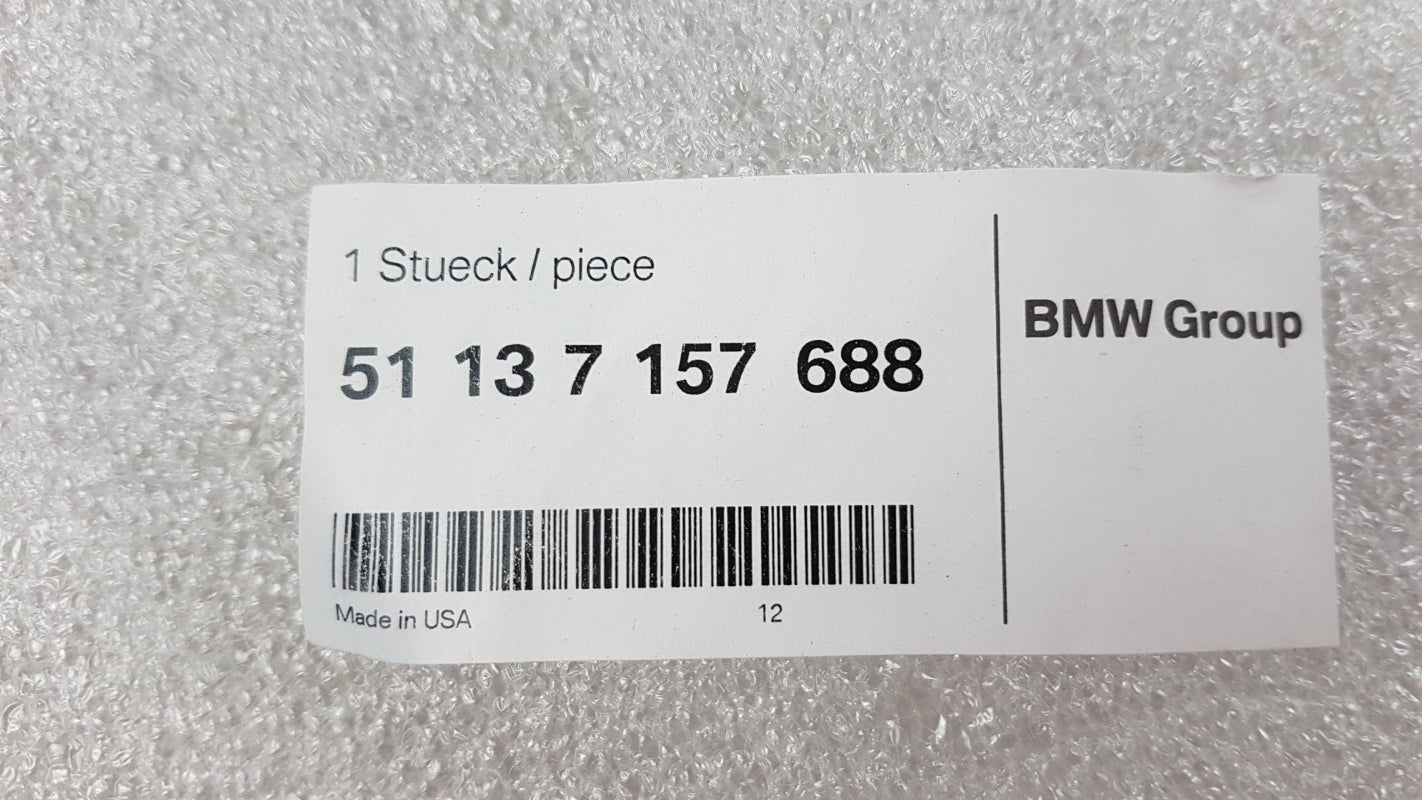 1 Stueck / piece
51 13 7 157 688
Made in USA 12
BMW Group